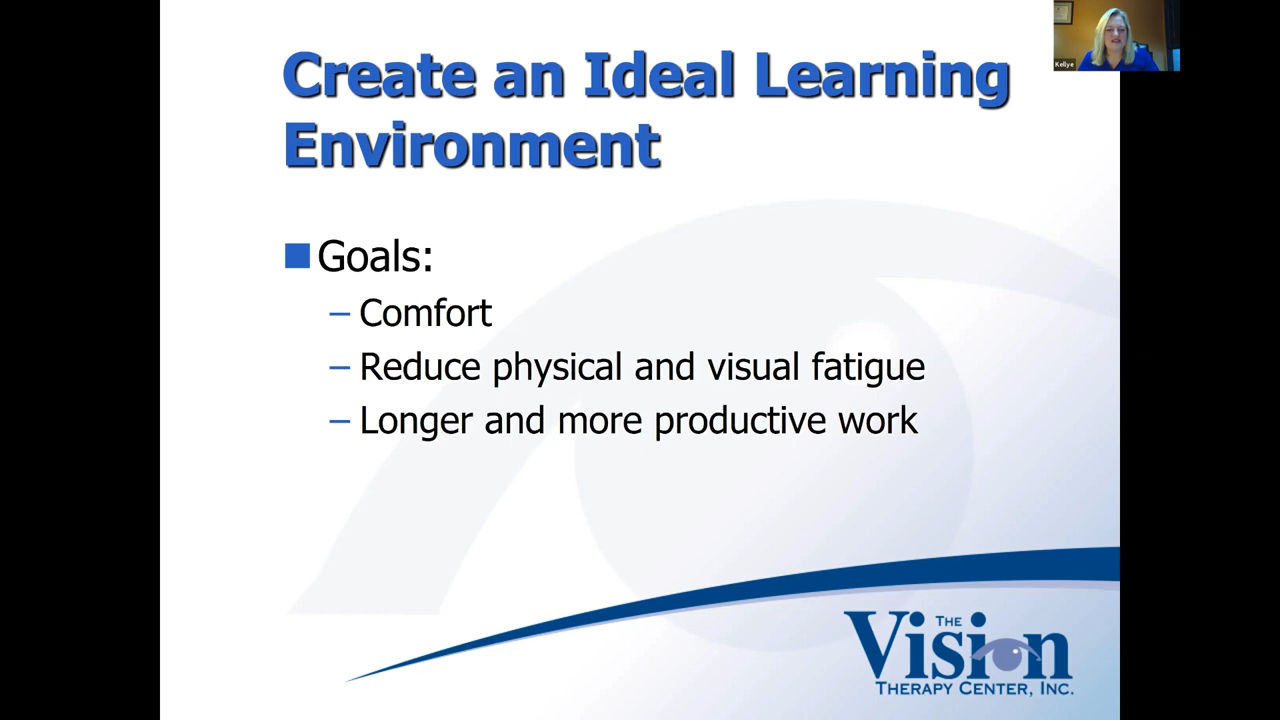 Create an Ideal Learning
Environment
Goals:
– Comfort
– Reduce physical and visual fatigue
– Longer and more productive work
THE
Vision
THERAPY CENTER, INC.
Kellye